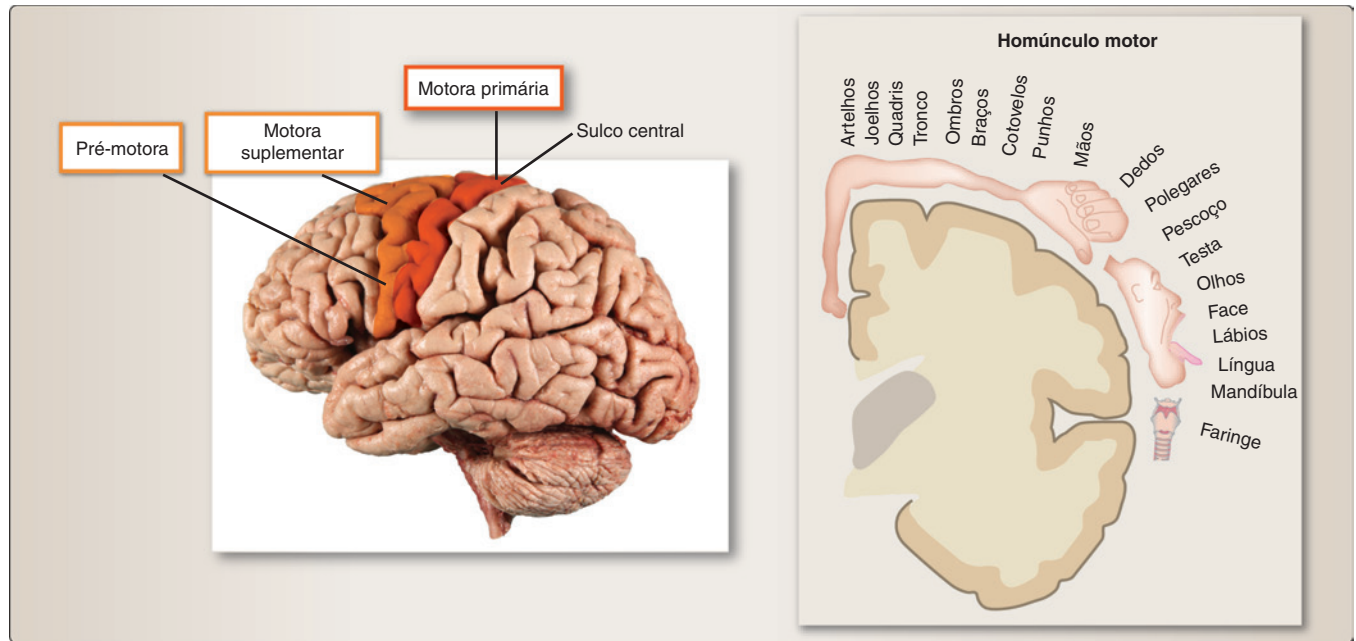 Pré-motora
Motora
suplementar
Motora primária
Sulco central
Homúnculo motor
Artelhos
Joelhos
Quadris
Tronco
Ombros
Braços
Cotovelos
Punhos
Mãos
Dedos
Polegares
Pescoço
Testa
Olhos
Face
Lábios
Língua
Mandíbula
Faringe